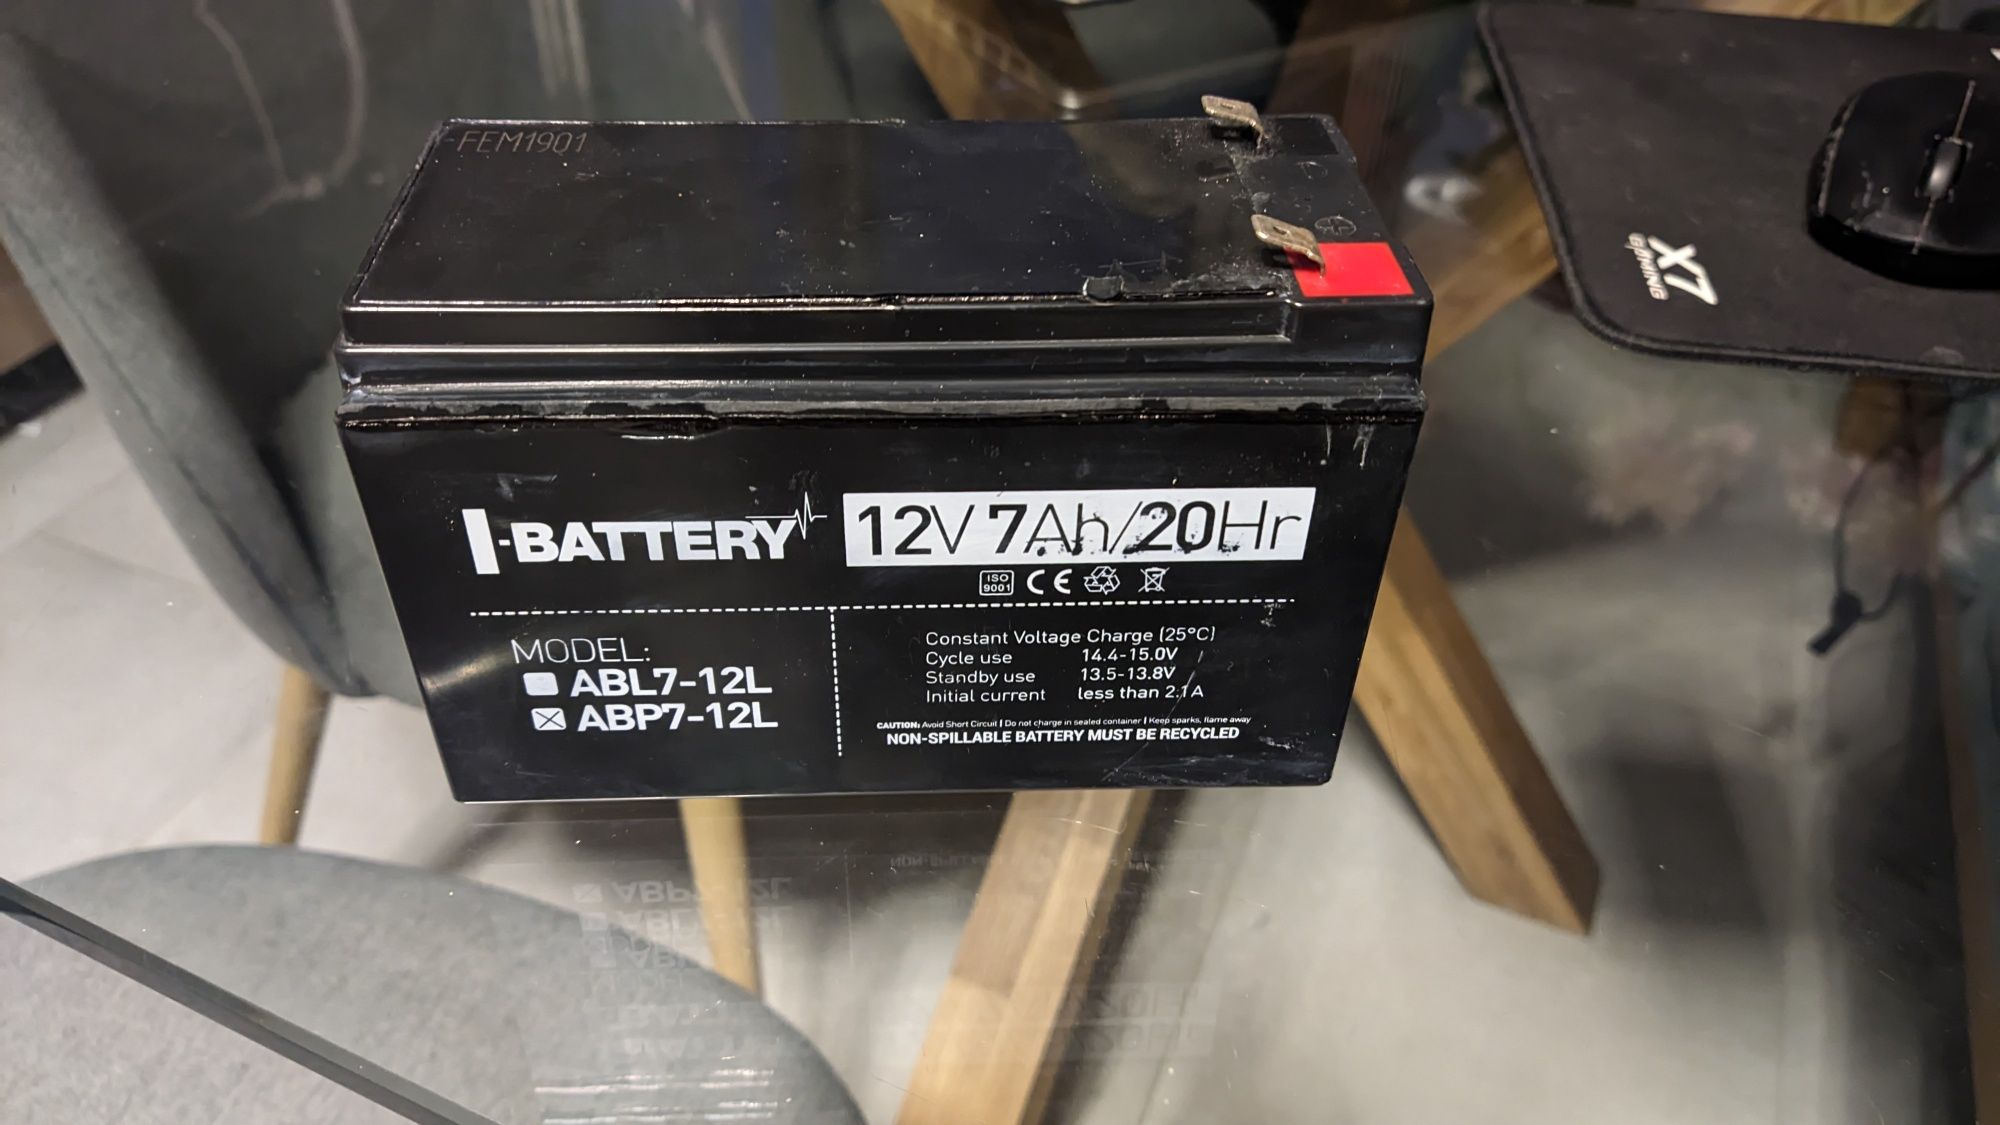 FEM1901
I-BATTERY
12V 7Ah/20Hr
ISO
9001
CE
MODEL:
ABL7-12L
ABP7-12L
Constant Voltage Charge (25°C)
Cycle use 14.4-15.0V
Standby use 13.5-13.8V
Initial current less than 2.1A
CAUTION: Avoid Short Circuit | Do not charge in sealed container | Keep sparks, flame away
NON-SPILLABLE BATTERY MUST BE RECYCLED
X7
GAMING